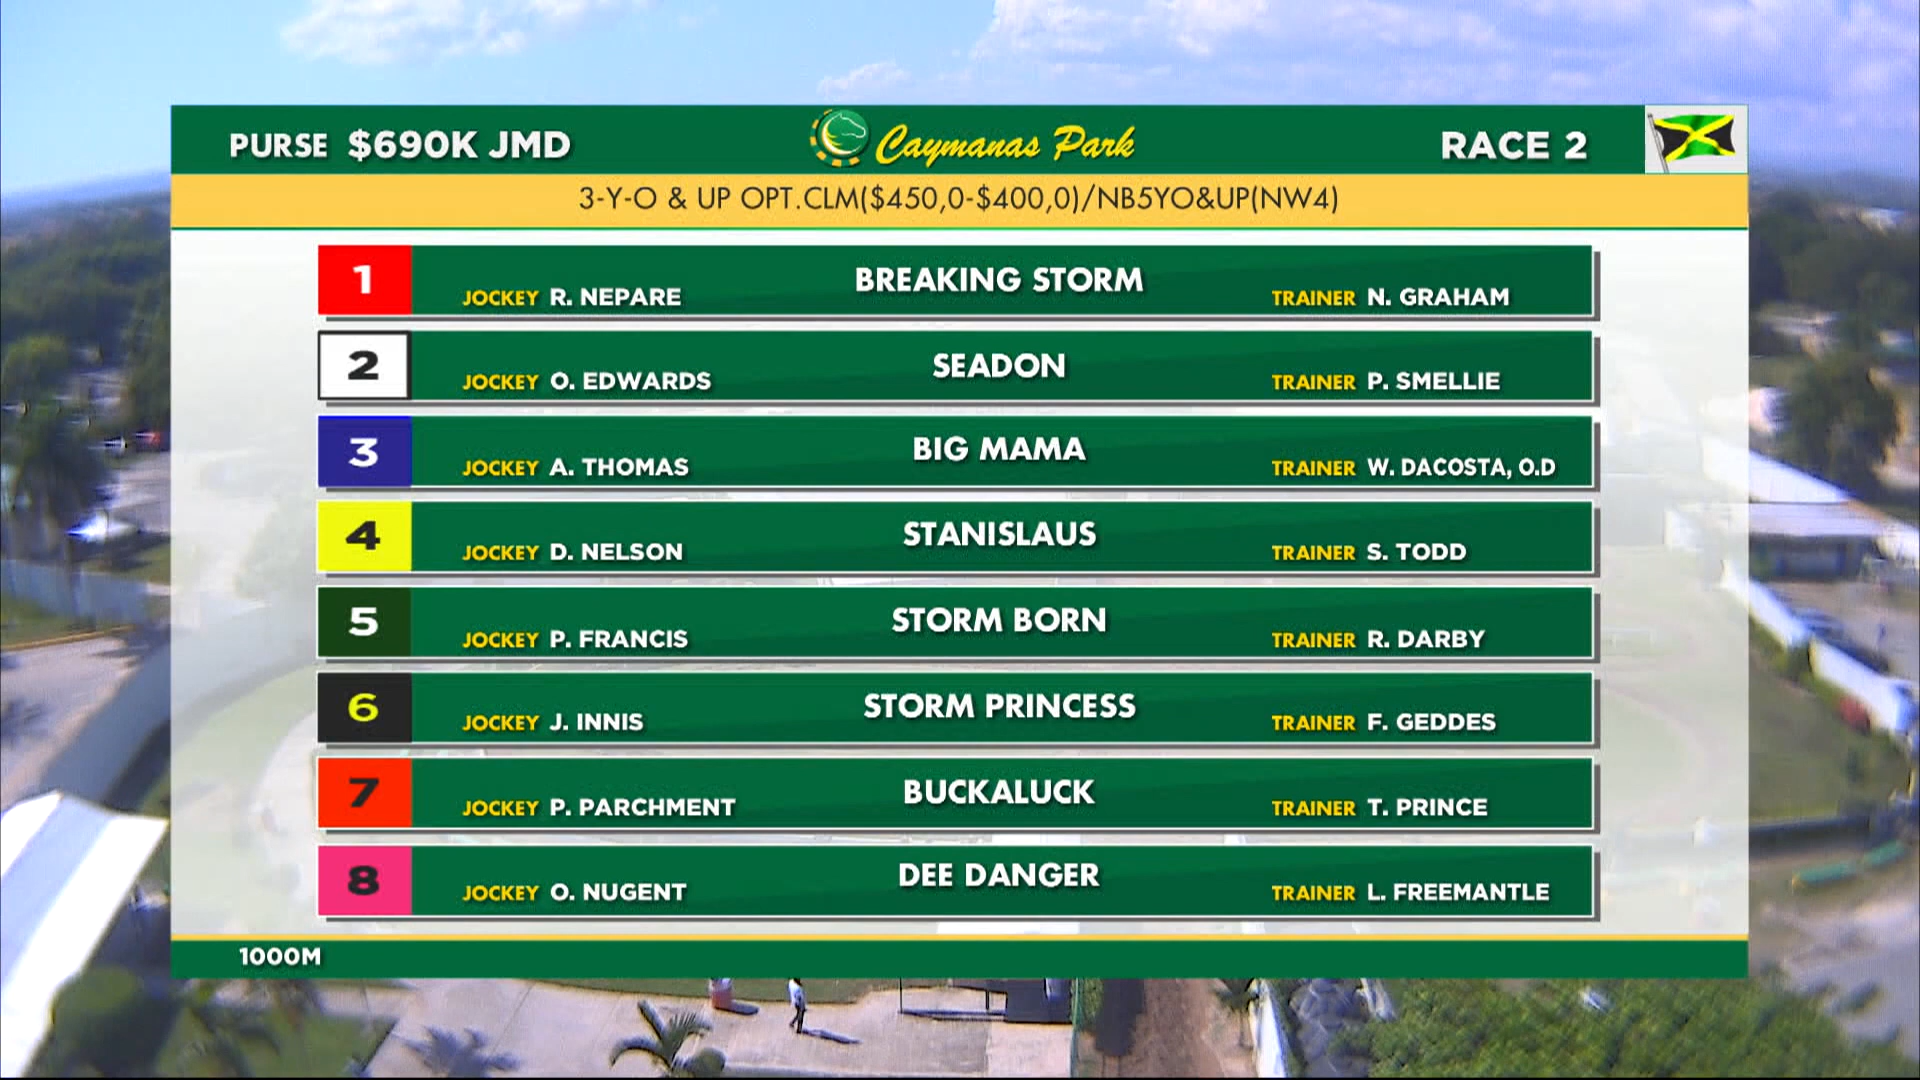 PURSE $690K JMD
Caymanas Park
RACE 2
3-Y-O & UP OPT.CLM($450,0-$400,0)/NB5YO&UP(NW4)
1 JOCKEY R. NEPARE BREAKING STORM TRAINER N. GRAHAM
2 JOCKEY O. EDWARDS SEADON TRAINER P. SMELLIE
3 JOCKEY A. THOMAS BIG MAMA TRAINER W. DACOSTA, O.D
4 JOCKEY D. NELSON STANISLAUS TRAINER S. TODD
5 JOCKEY P. FRANCIS STORM BORN TRAINER R. DARBY
6 JOCKEY J. INNIS STORM PRINCESS TRAINER F. GEDDES
7 JOCKEY P. PARCHMENT BUCKALUCK TRAINER T. PRINCE
8 JOCKEY O. NUGENT DEE DANGER TRAINER L. FREEMANTLE
1000M